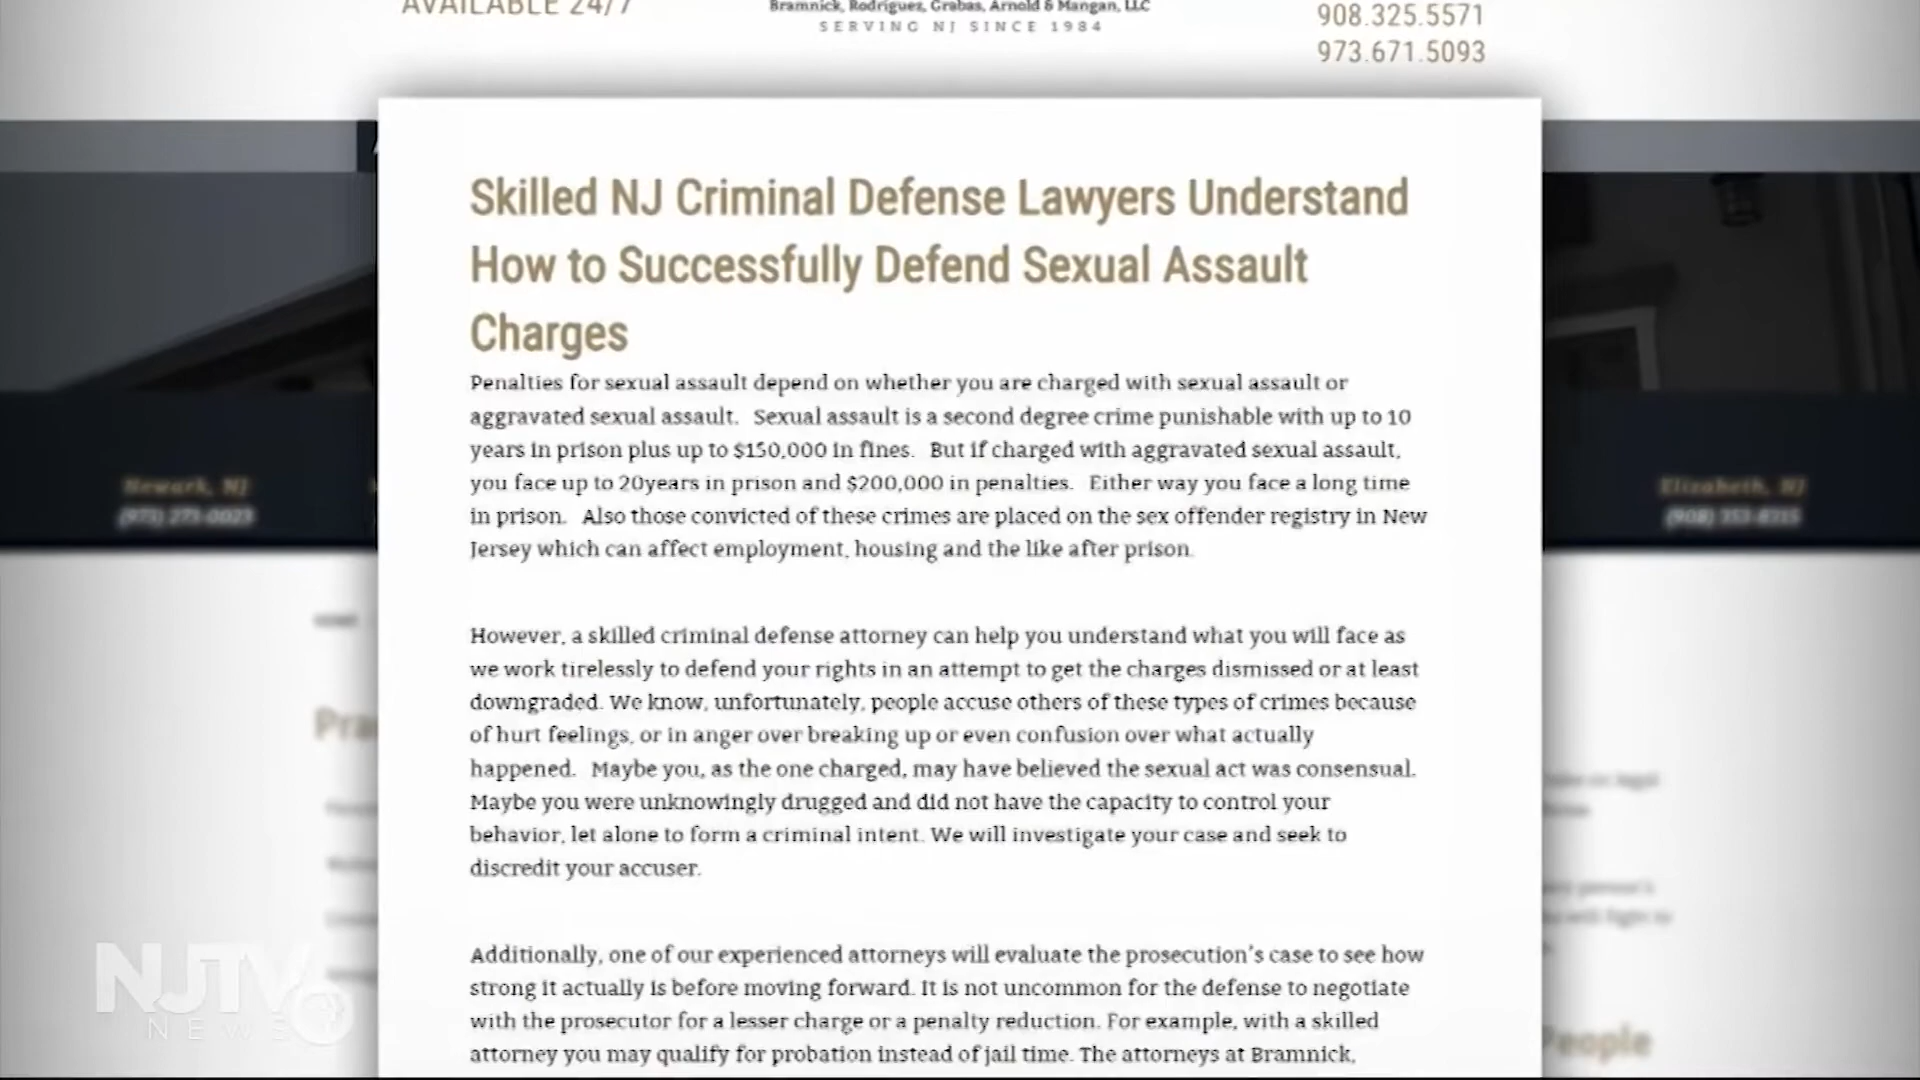 AVAILABLE 24/7
Bramnick, Rodriguez, Grabas, Arnold & Mangan, LLC
SERVING NJ SINCE 1984
908.325.5571
973.671.5093
Skilled NJ Criminal Defense Lawyers Understand
How to Successfully Defend Sexual Assault
Charges
Penalties for sexual assault depend on whether you are charged with sexual assault or
aggravated sexual assault. Sexual assault is a second degree crime punishable with up to 10
years in prison plus up to $150,000 in fines. But if charged with aggravated sexual assault,
you face up to 20years in prison and $200,000 in penalties. Either way you face a long time
in prison. Also those convicted of these crimes are placed on the sex offender registry in New
Jersey which can affect employment, housing and the like after prison.
However, a skilled criminal defense attorney can help you understand what you will face as
we work tirelessly to defend your rights in an attempt to get the charges dismissed or at least
downgraded. We know, unfortunately, people accuse others of these types of crimes because
of hurt feelings, or in anger over breaking up or even confusion over what actually
happened. Maybe you, as the one charged, may have believed the sexual act was consensual.
Maybe you were unknowingly drugged and did not have the capacity to control your
behavior, let alone to form a criminal intent. We will investigate your case and seek to
discredit your accuser.
Additionally, one of our experienced attorneys will evaluate the prosecution's case to see how
strong it actually is before moving forward. It is not uncommon for the defense to negotiate
with the prosecutor for a lesser charge or a penalty reduction. For example, with a skilled
attorney you may qualify for probation instead of jail time. The attorneys at Bramnick,
Newark, NJ
(973) 273-0023
Elizabeth, NJ
(908) 353-8315
People
NJTV
NEWS